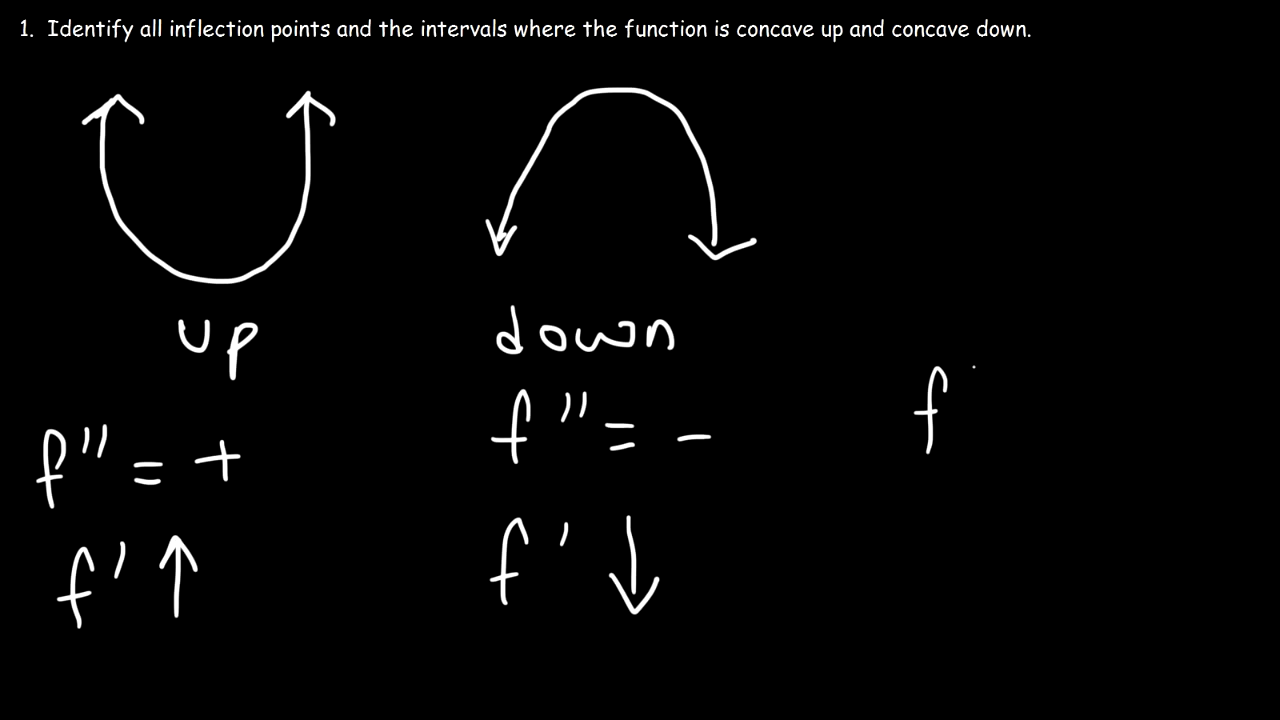 1. Identify all inflection points and the intervals where the function is concave up and concave down.
up down
f" = + f" = - f
f' ↑ f' ↓